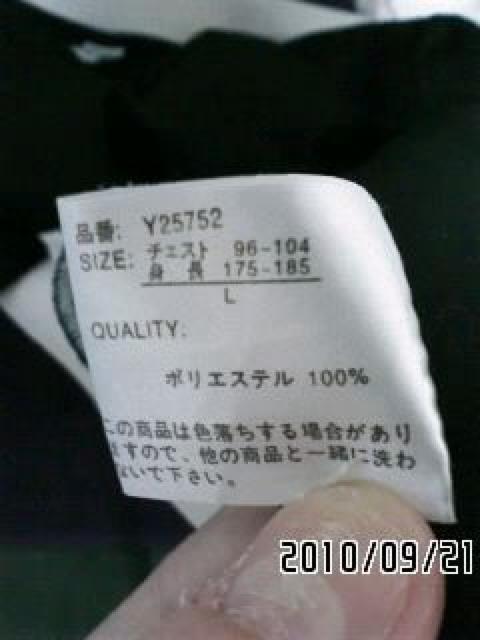 品番: Y25752
SIZE: チェスト 96-104
身 長 175-185
L
QUALITY:
ポリエステル 100%
この商品は色落ちする場合があり
ますので、他の商品と一緒に洗わ
ないで下さい。
2010/09/21